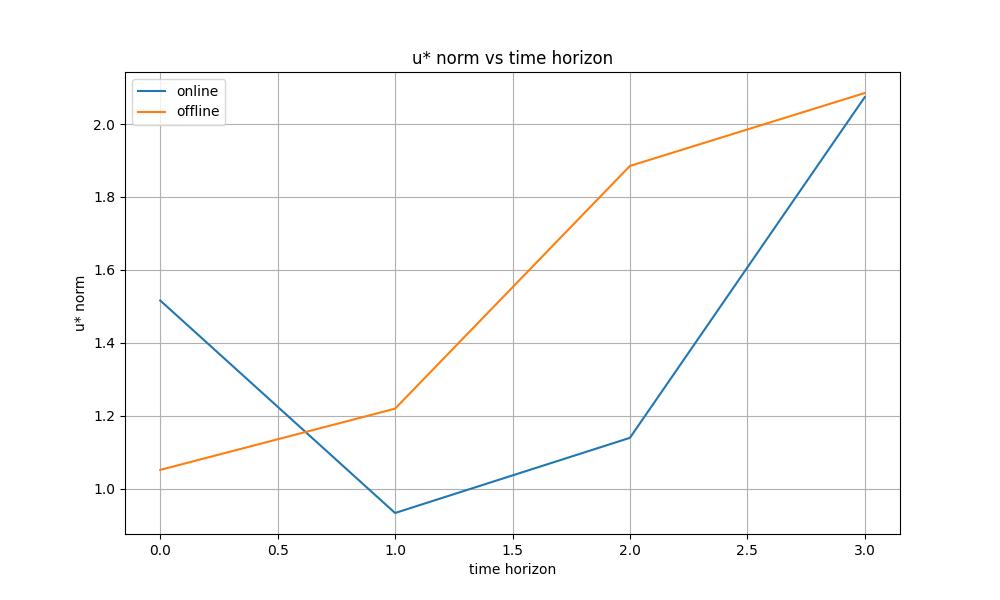 u* norm vs time horizon
online
offline
2.0
1.8
1.6
1.4
1.2
1.0
u* norm
0.0 0.5 1.0 1.5 2.0 2.5 3.0
time horizon